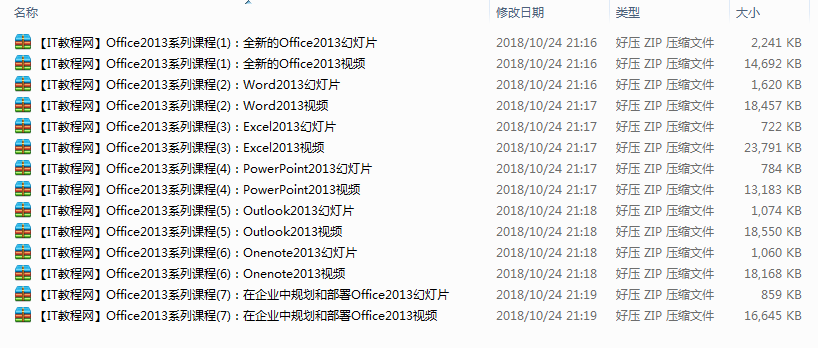 名称 修改日期 类型 大小
【IT教程网】Office2013系列课程(1)：全新的Office2013幻灯片 2018/10/24 21:16 好压 ZIP 压缩文件 2,241 KB
【IT教程网】Office2013系列课程(1)：全新的Office2013视频 2018/10/24 21:16 好压 ZIP 压缩文件 14,692 KB
【IT教程网】Office2013系列课程(2)：Word2013幻灯片 2018/10/24 21:16 好压 ZIP 压缩文件 1,620 KB
【IT教程网】Office2013系列课程(2)：Word2013视频 2018/10/24 21:17 好压 ZIP 压缩文件 18,457 KB
【IT教程网】Office2013系列课程(3)：Excel2013幻灯片 2018/10/24 21:17 好压 ZIP 压缩文件 722 KB
【IT教程网】Office2013系列课程(3)：Excel2013视频 2018/10/24 21:17 好压 ZIP 压缩文件 23,791 KB
【IT教程网】Office2013系列课程(4)：PowerPoint2013幻灯片 2018/10/24 21:17 好压 ZIP 压缩文件 784 KB
【IT教程网】Office2013系列课程(4)：PowerPoint2013视频 2018/10/24 21:17 好压 ZIP 压缩文件 13,183 KB
【IT教程网】Office2013系列课程(5)：Outlook2013幻灯片 2018/10/24 21:18 好压 ZIP 压缩文件 1,074 KB
【IT教程网】Office2013系列课程(5)：Outlook2013视频 2018/10/24 21:18 好压 ZIP 压缩文件 18,550 KB
【IT教程网】Office2013系列课程(6)：Onenote2013幻灯片 2018/10/24 21:18 好压 ZIP 压缩文件 1,060 KB
【IT教程网】Office2013系列课程(6)：Onenote2013视频 2018/10/24 21:18 好压 ZIP 压缩文件 18,168 KB
【IT教程网】Office2013系列课程(7)：在企业中规划和部署Office2013幻灯片 2018/10/24 21:19 好压 ZIP 压缩文件 859 KB
【IT教程网】Office2013系列课程(7)：在企业中规划和部署Office2013视频 2018/10/24 21:19 好压 ZIP 压缩文件 16,645 KB